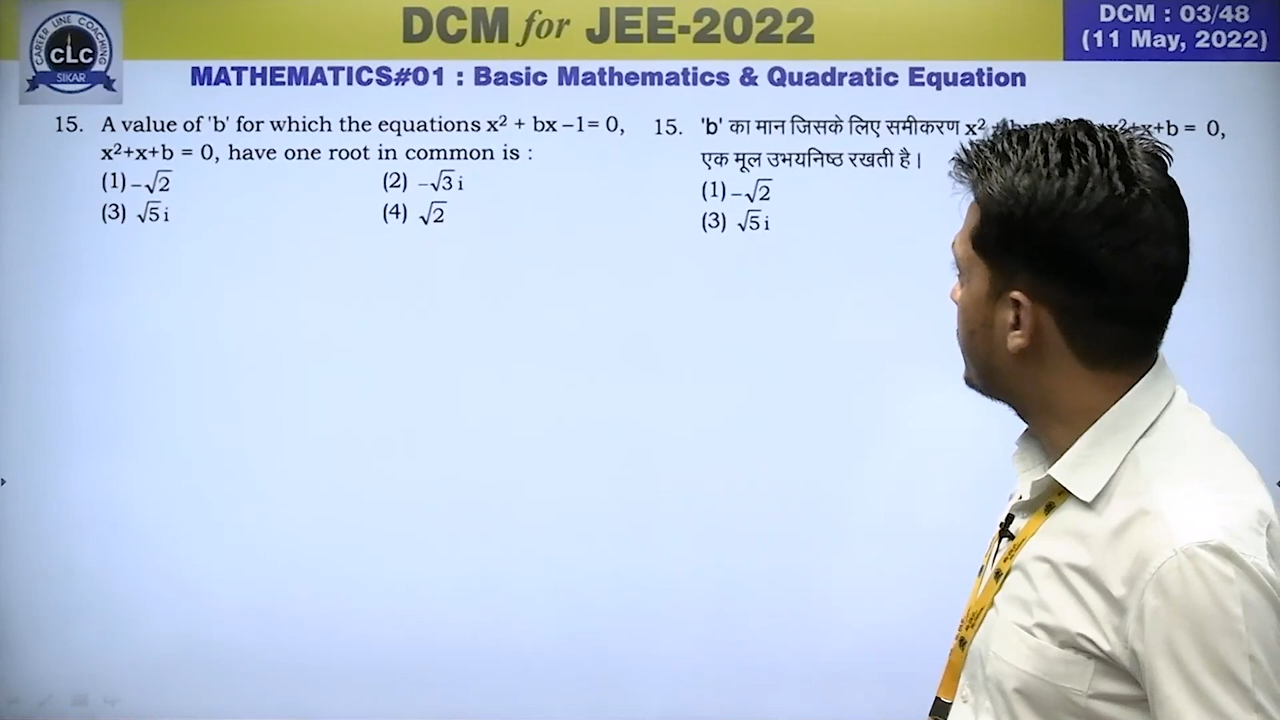 DCM for JEE-2022
DCM : 03/48
(11 May, 2022)
CAREER LINE COACHING
CLC
SIKAR
MATHEMATICS#01 : Basic Mathematics & Quadratic Equation
15. A value of 'b' for which the equations x² + bx –1= 0,
x²+x+b = 0, have one root in common is :
(1) –√2 (2) –√3 i
(3) √5 i (4) √2
15. 'b' का मान जिसके लिए समीकरण x² x²+x+b = 0,
एक मूल उभयनिष्ठ रखती है।
(1) –√2
(3) √5 i